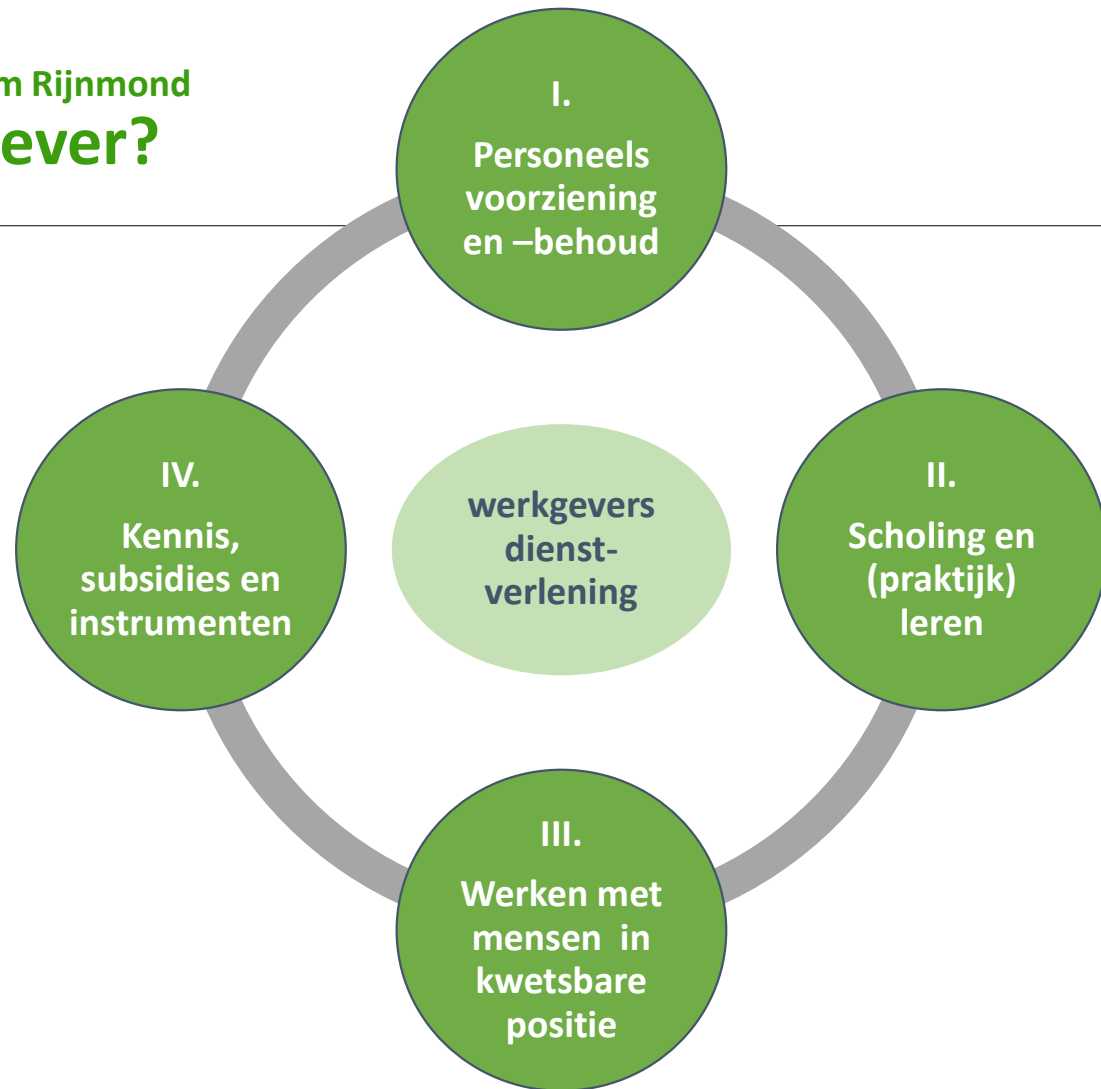 m Rijnmond
ever?
I.
Personeels
voorziening
en –behoud
IV.
Kennis,
subsidies en
instrumenten
werkgevers
dienst-
verlening
II.
Scholing en
(praktijk)
leren
III.
Werken met
mensen in
kwetsbare
positie